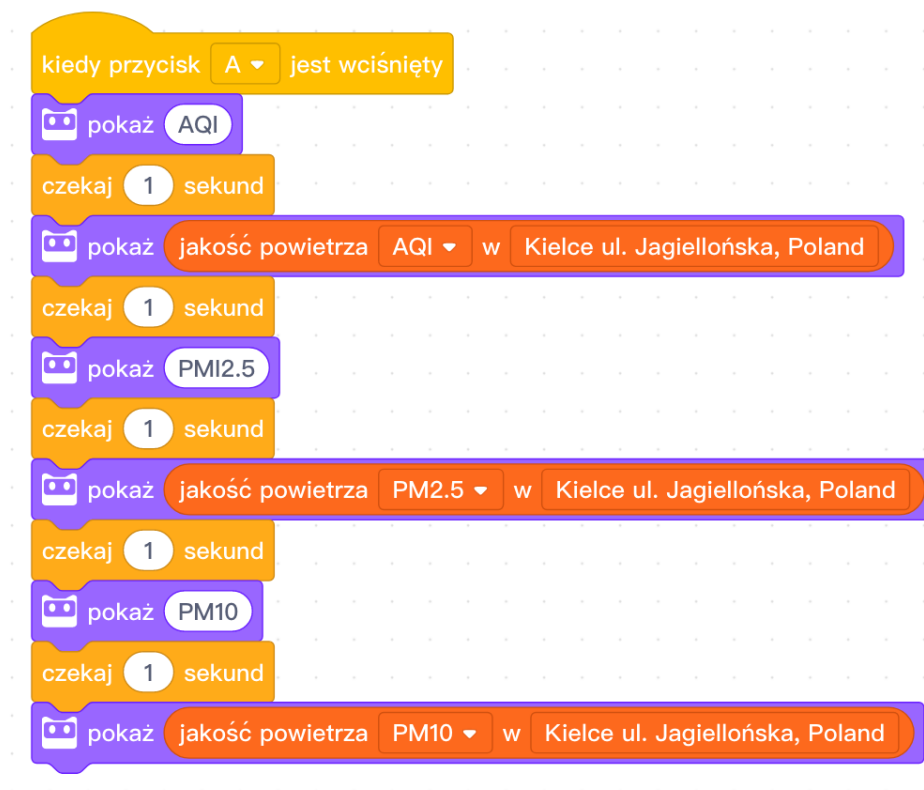 kiedy przycisk A jest wciśnięty
pokaż AQI
czekaj 1 sekund
pokaż jakość powietrza AQI w Kielce ul. Jagiellońska, Poland
czekaj 1 sekund
pokaż PMI2.5
czekaj 1 sekund
pokaż jakość powietrza PM2.5 w Kielce ul. Jagiellońska, Poland
czekaj 1 sekund
pokaż PM10
czekaj 1 sekund
pokaż jakość powietrza PM10 w Kielce ul. Jagiellońska, Poland